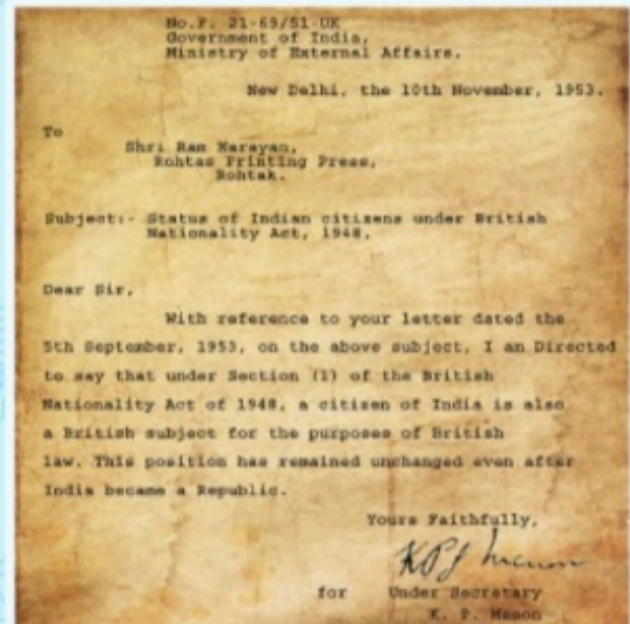 No.F. 21-69/51-UK
Government of India,
Ministry of External Affairs.
New Delhi, the 10th November, 1953.
To
Shri Ram Narayan,
Rohtas Printing Press,
Rohtak.
Subject:- Status of Indian citizens under British
Nationality Act, 1948.
Dear Sir,
With reference to your letter dated the
5th September, 1953, on the above subject, I an Directed
to say that under Section (1) of the British
Nationality Act of 1948, a citizen of India is also
a British subject for the purposes of British
law. This position has remained unchanged even after
India became a Republic.
Yours Faithfully,
K P S Menon
for Under Secretary
K. P. Menon